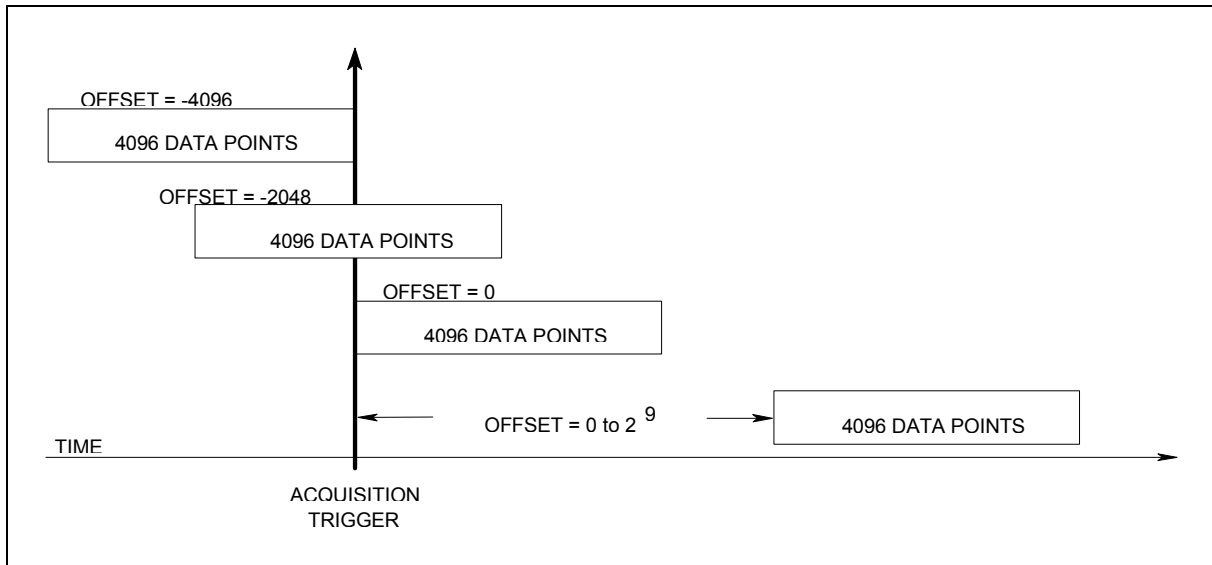 OFFSET = -4096
4096 DATA POINTS
OFFSET = -2048
4096 DATA POINTS
OFFSET = 0
4096 DATA POINTS
OFFSET = 0 to 2 9
4096 DATA POINTS
TIME
ACQUISITION
TRIGGER